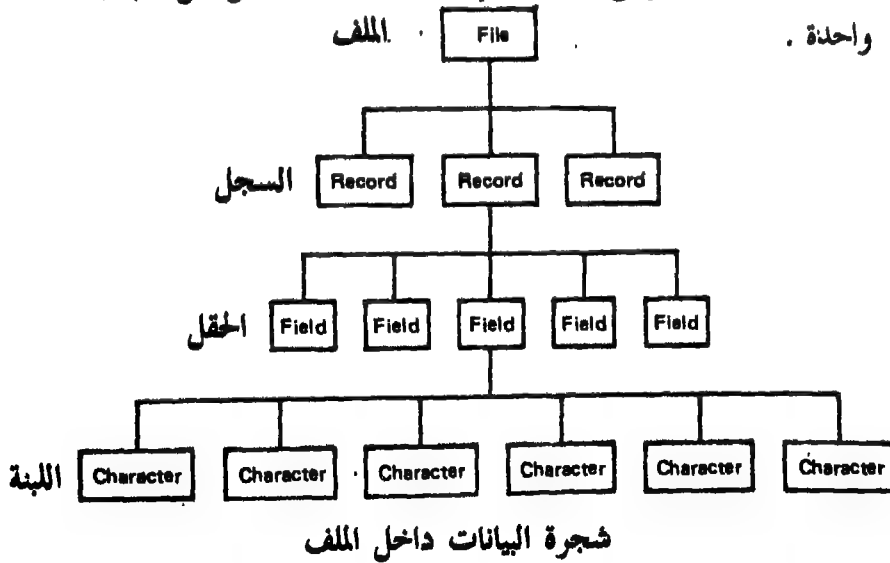 واحدة .
الملف File
السجل Record Record Record
الحقل Field Field Field Field Field
اللبنة Character Character Character Character Character Character
شجرة البيانات داخل الملف